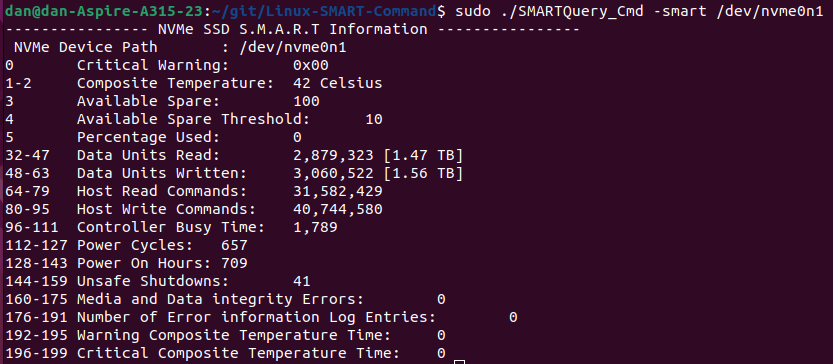 dan@dan-Aspire-A315-23:~/git/Linux-SMART-Command$ sudo ./SMARTQuery_Cmd -smart /dev/nvme0n1
---------------- NVMe SSD S.M.A.R.T Information ----------------
NVMe Device Path : /dev/nvme0n1
0 Critical Warning: 0x00
1-2 Composite Temperature: 42 Celsius
3 Available Spare: 100
4 Available Spare Threshold: 10
5 Percentage Used: 0
32-47 Data Units Read: 2,879,323 [1.47 TB]
48-63 Data Units Written: 3,060,522 [1.56 TB]
64-79 Host Read Commands: 31,582,429
80-95 Host Write Commands: 40,744,580
96-111 Controller Busy Time: 1,789
112-127 Power Cycles: 657
128-143 Power On Hours: 709
144-159 Unsafe Shutdowns: 41
160-175 Media and Data integrity Errors: 0
176-191 Number of Error information Log Entries: 0
192-195 Warning Composite Temperature Time: 0
196-199 Critical Composite Temperature Time: 0